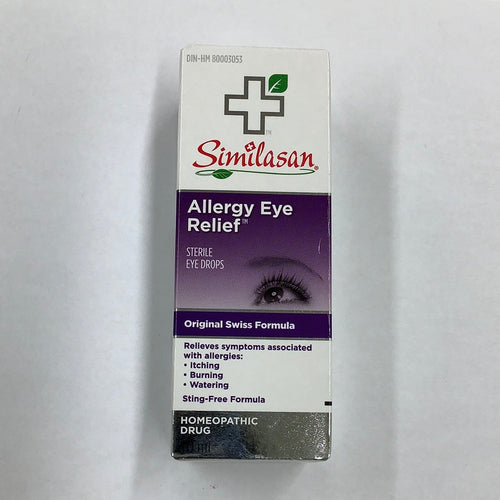 DIN-HM 80003053
Similasan®
Allergy Eye
Relief™
STERILE
EYE DROPS
Original Swiss Formula
Relieves symptoms associated
with allergies:
• Itching
• Burning
• Watering
Sting-Free Formula
HOMEOPATHIC
DRUG